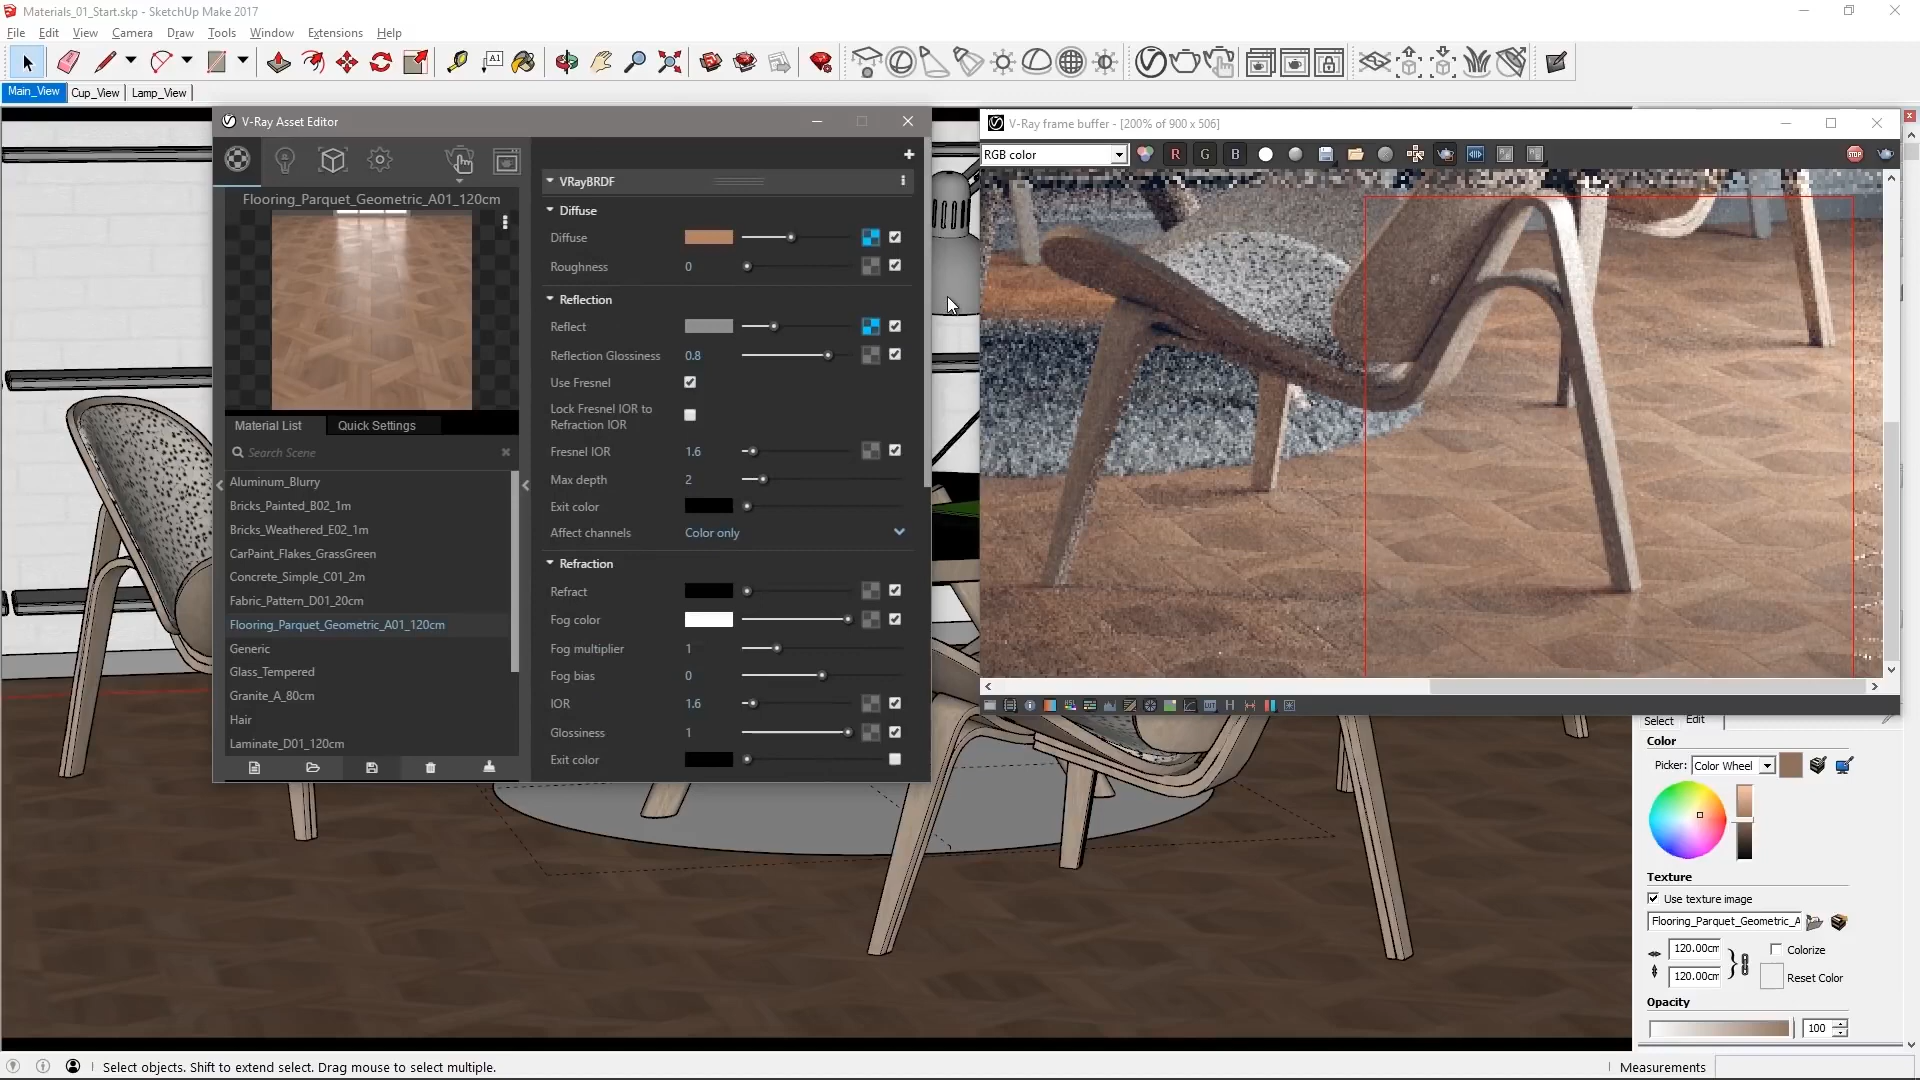 Materials_01_Start.skp - SketchUp Make 2017
File Edit View Camera Draw Tools Window Extensions Help
A1
Main_View Cup_View Lamp_View
V-Ray Asset Editor
Flooring_Parquet_Geometric_A01_120cm
Material List Quick Settings
Search Scene
Aluminum_Blurry
Bricks_Painted_B02_1m
Bricks_Weathered_E02_1m
CarPaint_Flakes_GrassGreen
Concrete_Simple_C01_2m
Fabric_Pattern_D01_20cm
Flooring_Parquet_Geometric_A01_120cm
Generic
Glass_Tempered
Granite_A_80cm
Hair
Laminate_D01_120cm
VRayBRDF
Diffuse
Diffuse
Roughness 0
Reflection
Reflect
Reflection Glossiness 0.8
Use Fresnel
Lock Fresnel IOR to
Refraction IOR
Fresnel IOR 1.6
Max depth 2
Exit color
Affect channels Color only
Refraction
Refract
Fog color
Fog multiplier 1
Fog bias 0
IOR 1.6
Glossiness 1
Exit color
V-Ray frame buffer - [200% of 900 x 506]
RGB color R G B STOP
H
Select Edit
Color
Picker: Color Wheel
Texture
Use texture image
Flooring_Parquet_Geometric_A
120.00cm Colorize
120.00cm Reset Color
Opacity
100
Select objects. Shift to extend select. Drag mouse to select multiple.
Measurements